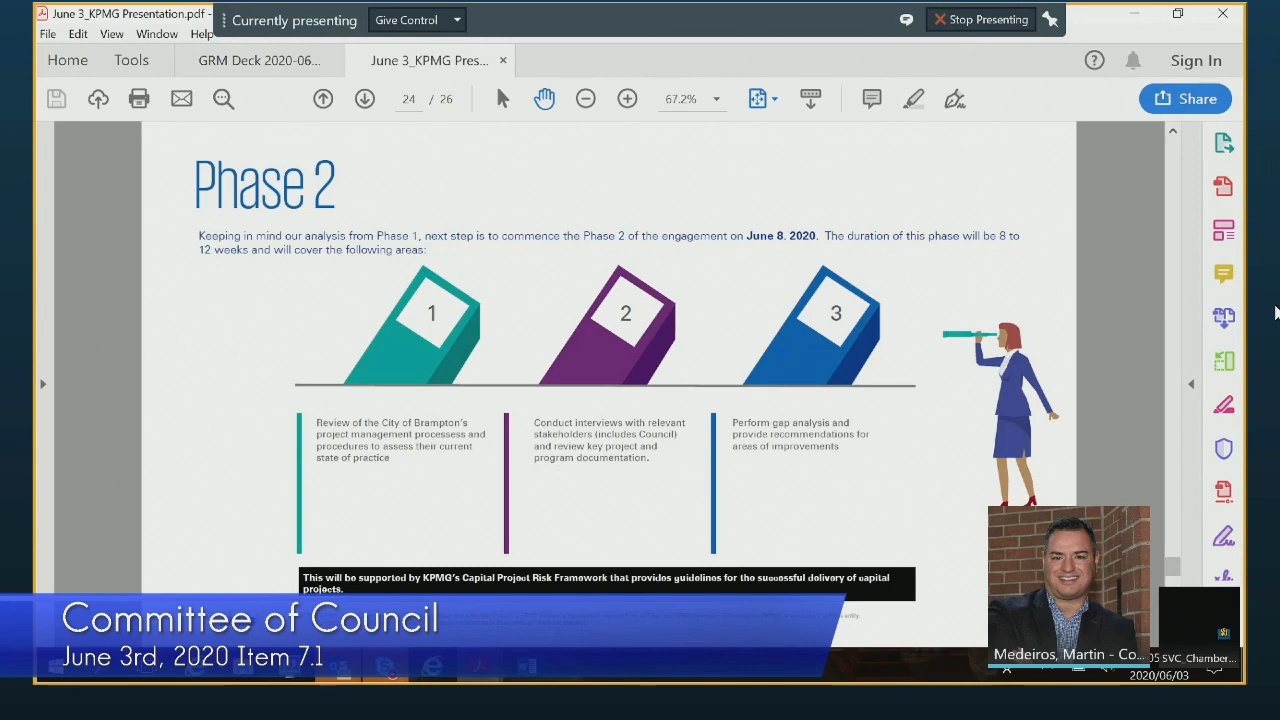 June 3_KPMG Presentation.pdf -
Currently presenting
Give Control
Stop Presenting
File Edit View Window Help
Home Tools GRM Deck 2020-06... June 3_KPMG Pres... × Sign In
24 / 26 67.2% Share
Phase 2
Keeping in mind our analysis from Phase 1, next step is to commence the Phase 2 of the engagement on June 8. 2020. The duration of this phase will be 8 to
12 weeks and will cover the following areas:
1
2
3
Review of the City of Brampton's
project management processess and
procedures to assess their current
state of practice
Conduct interviews with relevant
stakeholders (includes Council)
and review key project and
program documentation.
Perform gap analysis and
provide recommendations for
areas of improvements
This will be supported by KPMG's Capital Project Risk Framework that provides guidelines for the successful delivery of capital
projects.
Committee of Council
June 3rd, 2020 Item 7.1
Medeiros, Martin - Co...
05 SVC_Chamber...
2020/06/03